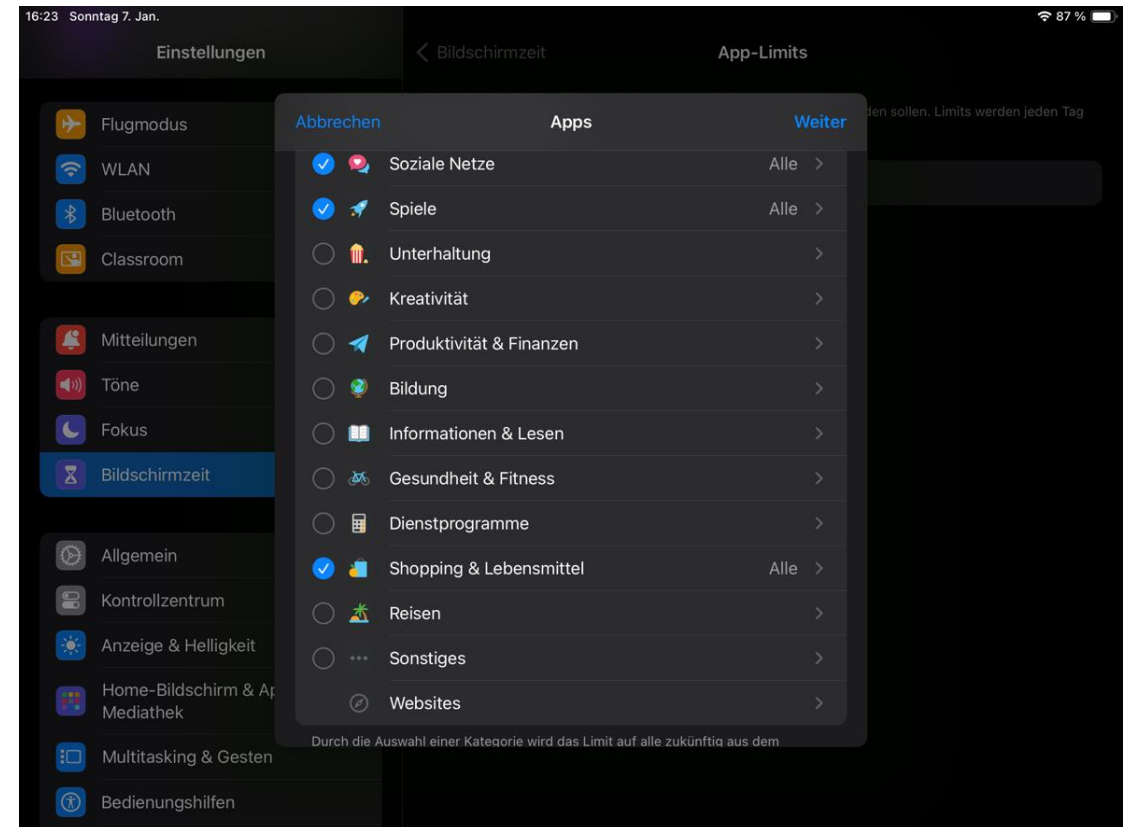 16:23 Sonntag 7. Jan.
87 %
Einstellungen
Bildschirmzeit
App-Limits
den sollen. Limits werden jeden Tag
Flugmodus
WLAN
Bluetooth
Classroom
Mitteilungen
Töne
Fokus
Bildschirmzeit
Allgemein
Kontrollzentrum
Anzeige & Helligkeit
Home-Bildschirm & Ap
Mediathek
Multitasking & Gesten
Bedienungshilfen
Abbrechen
Apps
Weiter
Soziale Netze Alle
Spiele Alle
Unterhaltung
Kreativität
Produktivität & Finanzen
Bildung
Informationen & Lesen
Gesundheit & Fitness
Dienstprogramme
Shopping & Lebensmittel Alle
Reisen
Sonstiges
Websites
Durch die Auswahl einer Kategorie wird das Limit auf alle zukünftig aus dem